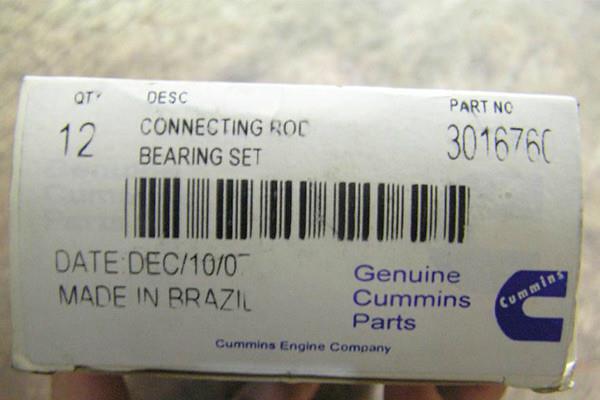 QTY DESC PART NO
12 CONNECTING ROD 3016760
BEARING SET
DATE:DEC/10/07
MADE IN BRAZIL
Genuine
Cummins
Parts
Cummins
Cummins Engine Company